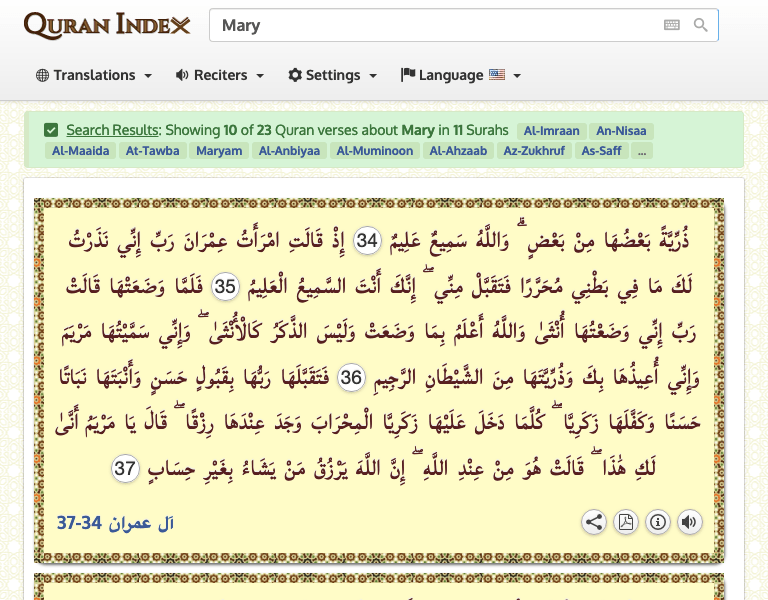 QURAN INDEX
Mary
Translations Reciters Settings Language
Search Results: Showing 10 of 23 Quran verses about Mary in 11 Surahs Al-Imraan An-Nisaa
Al-Maaida At-Tawba Maryam Al-Anbiyaa Al-Muminoon Al-Ahzaab Az-Zukhruf As-Saff ...
ذُرِّيَّةً بَعْضُهَا مِنْ بَعْضٍ ۗ وَاللَّهُ سَمِيعٌ عَلِيمٌ 34 إِذْ قَالَتِ امْرَأَتُ عِمْرَانَ رَبِّ إِنِّي نَذَرْتُ
لَكَ مَا فِي بَطْنِي مُحَرَّرًا فَتَقَبَّلْ مِنِّي ۖ إِنَّكَ أَنْتَ السَّمِيعُ الْعَلِيمُ 35 فَلَمَّا وَضَعَتْهَا قَالَتْ
رَبِّ إِنِّي وَضَعْتُهَا أُنْثَىٰ وَاللَّهُ أَعْلَمُ بِمَا وَضَعَتْ وَلَيْسَ الذَّكَرُ كَالْأُنْثَىٰ ۖ وَإِنِّي سَمَّيْتُهَا مَرْيَمَ
وَإِنِّي أُعِيذُهَا بِكَ وَذُرِّيَّتَهَا مِنَ الشَّيْطَانِ الرَّجِيمِ 36 فَتَقَبَّلَهَا رَبُّهَا بِقَبُولٍ حَسَنٍ وَأَنْبَتَهَا نَبَاتًا
حَسَنًا وَكَفَّلَهَا زَكَرِيَّا ۖ كُلَّمَا دَخَلَ عَلَيْهَا زَكَرِيَّا الْمِحْرَابَ وَجَدَ عِنْدَهَا رِزْقًا ۖ قَالَ يَا مَرْيَمُ أَنَّىٰ
لَكِ هَٰذَا ۖ قَالَتْ هُوَ مِنْ عِنْدِ اللَّهِ ۖ إِنَّ اللَّهَ يَرْزُقُ مَنْ يَشَاءُ بِغَيْرِ حِسَابٍ 37
آل عمران 34-37